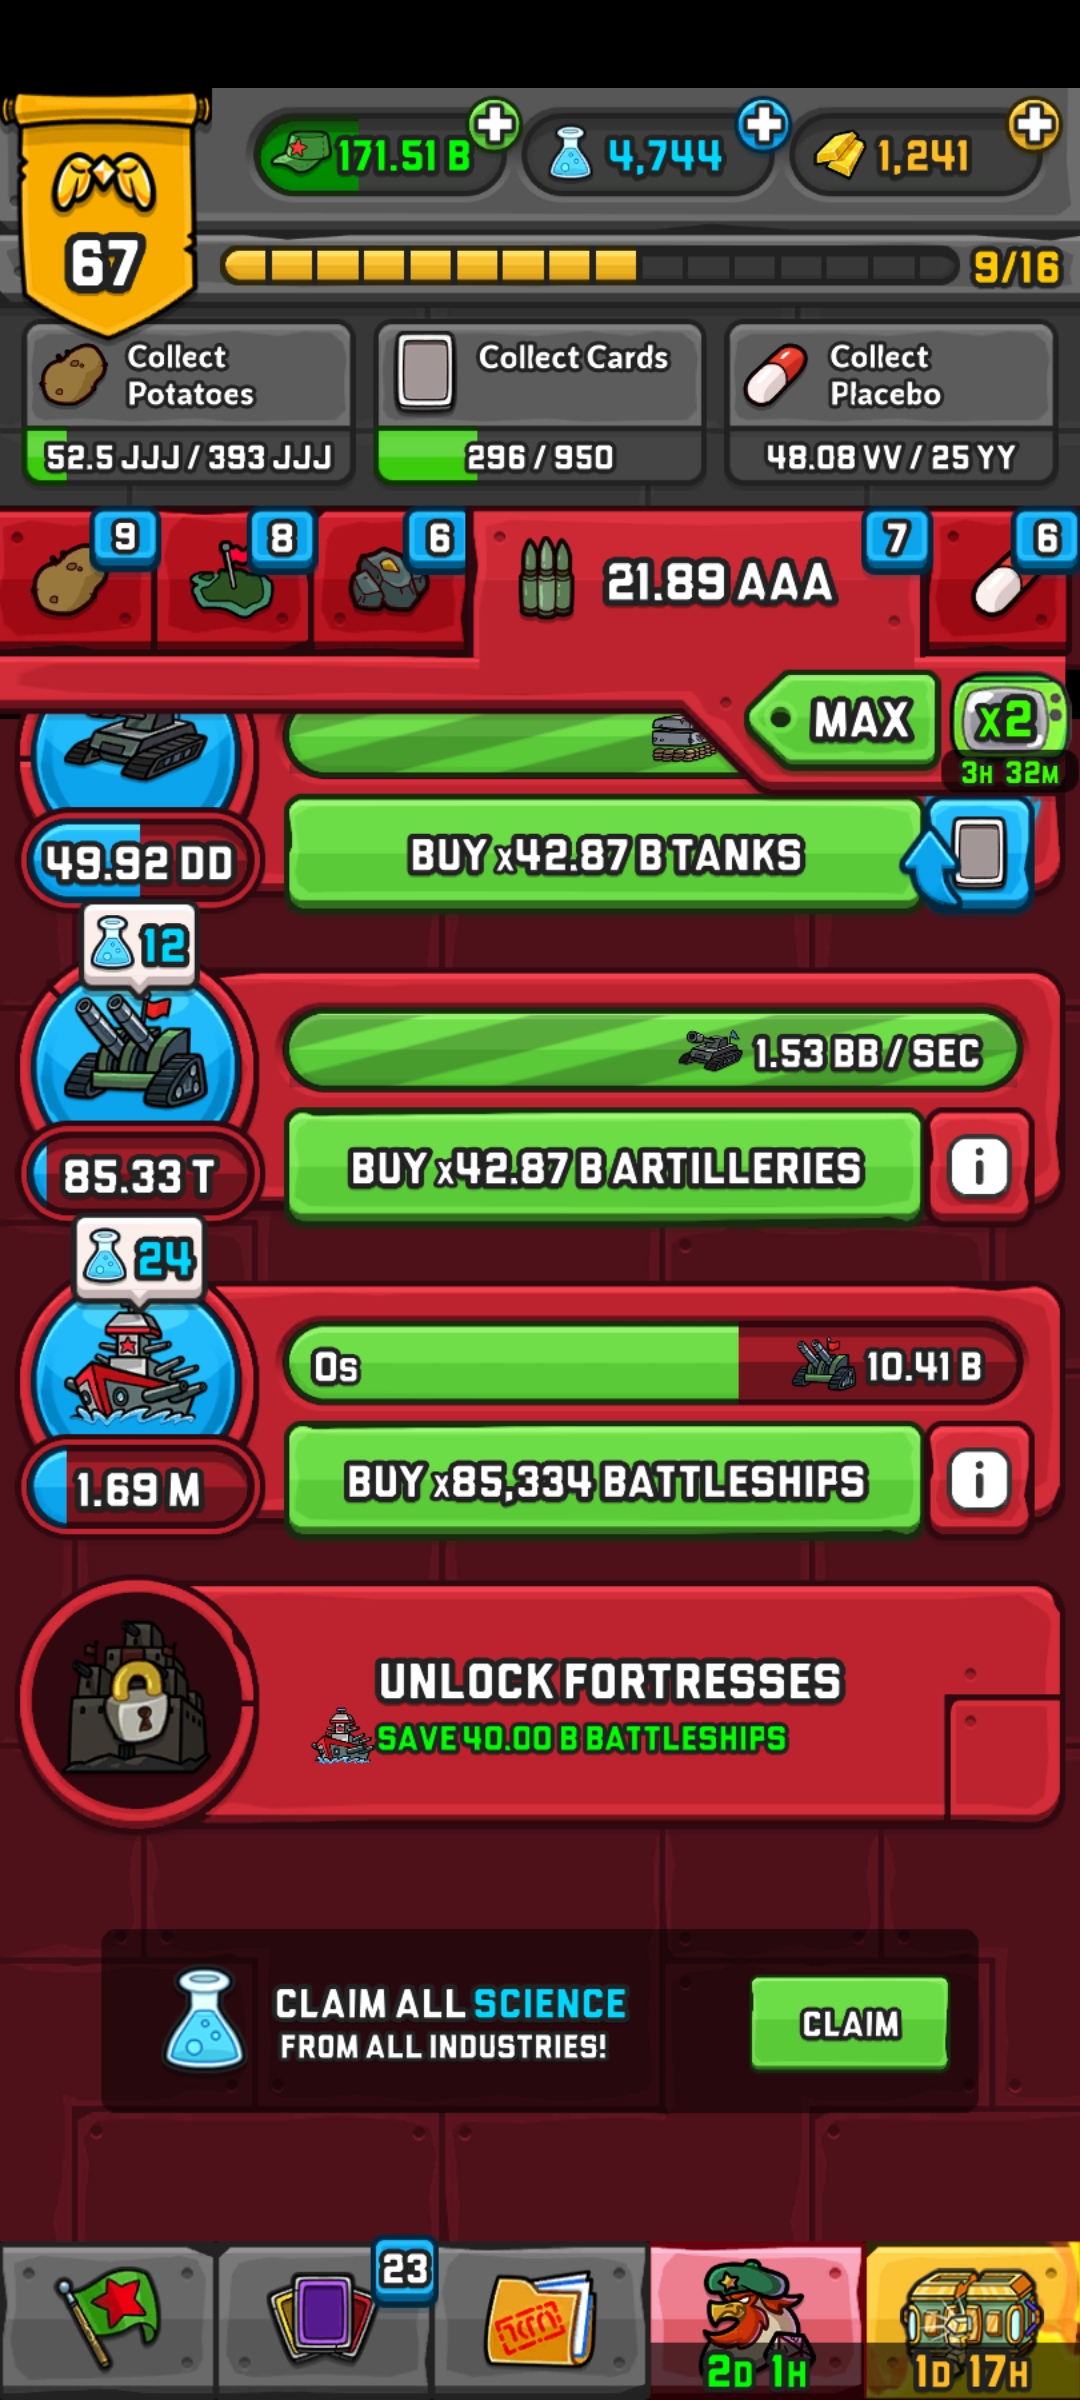 171.51 B
4,744
1,241
67
9/16
Collect
Potatoes
52.5 JJJ / 393 JJJ
Collect Cards
296 / 950
Collect
Placebo
48.08 VV / 25 YY
9
8
6
21.89 AAA
7
6
MAX
x2
3H 32M
49.92 DD
BUY x42.87 B TANKS
12
1.53 BB / SEC
85.33 T
BUY x42.87 B ARTILLERIES
i
24
0s
10.41 B
1.69 M
BUY x85,334 BATTLESHIPS
i
UNLOCK FORTRESSES
SAVE 40.00 B BATTLESHIPS
CLAIM ALL SCIENCE
FROM ALL INDUSTRIES!
CLAIM
23
2D 1H
1D 17H